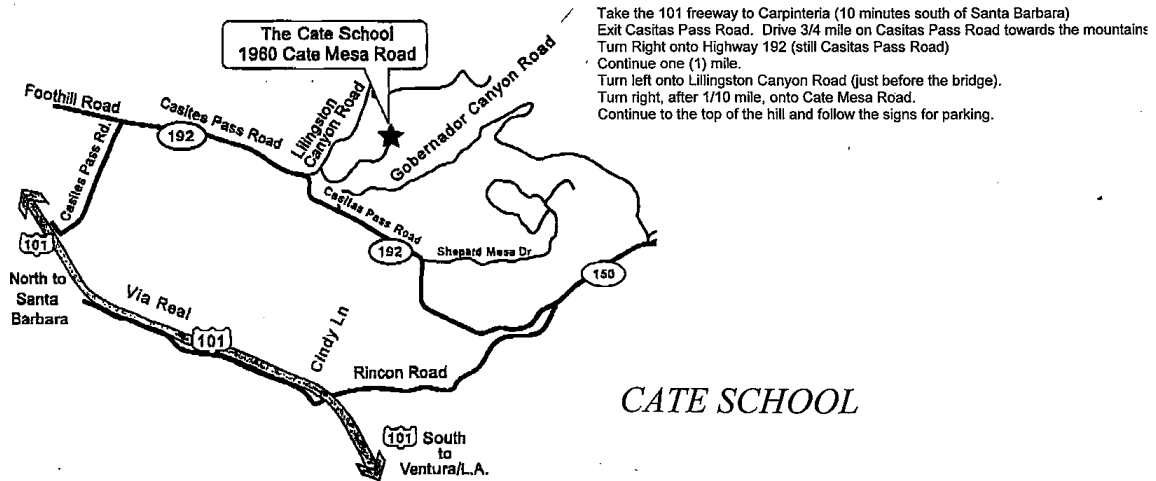 Take the 101 freeway to Carpinteria (10 minutes south of Santa Barbara)
Exit Casitas Pass Road. Drive 3/4 mile on Casitas Pass Road towards the mountains
Turn Right onto Highway 192 (still Casitas Pass Road)
Continue one (1) mile.
Turn left onto Lillingston Canyon Road (just before the bridge).
Turn right, after 1/10 mile, onto Cate Mesa Road.
Continue to the top of the hill and follow the signs for parking.
The Cate School
1960 Cate Mesa Road
Foothill Road
Casites Pass Road
192
Lillingston
Canyon Road
Gobernador Canyon Road
Casites Pass Rd.
Casitas Pass Road
192
Shepard Mesa Dr
150
101
North to
Santa
Barbara
Via Real
101
Cindy Ln
Rincon Road
CATE SCHOOL
101 South
to
Ventura/L.A.